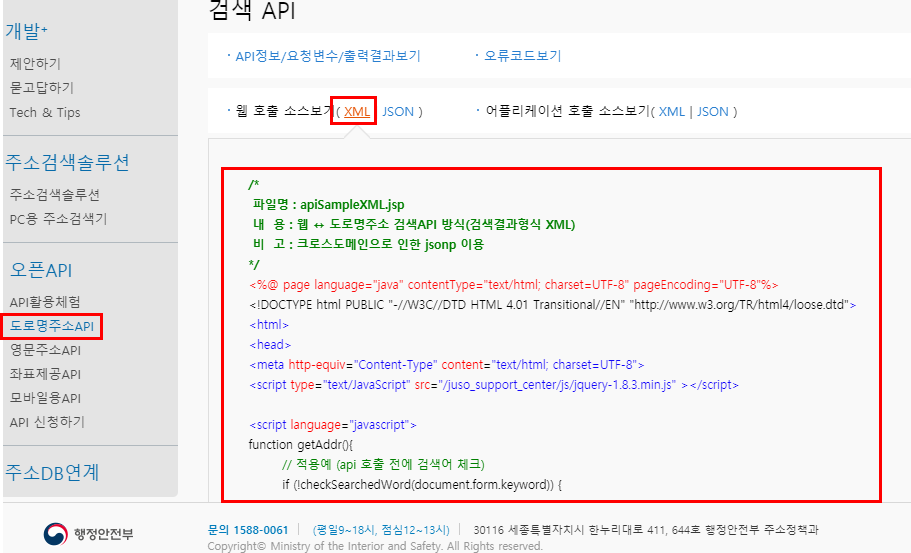 검색 API
개발+
제안하기
묻고답하기
Tech & Tips
주소검색솔루션
주소검색솔루션
PC용 주소검색기
오픈API
API활용체험
도로명주소API
영문주소API
좌표제공API
모바일용API
API 신청하기
주소DB연계
· API정보/요청변수/출력결과보기 · 오류코드보기
· 웹 호출 소스보기( XML JSON ) · 어플리케이션 호출 소스보기( XML | JSON )
/*
파일명 : apiSampleXML.jsp
내 용 : 웹 ↔ 도로명주소 검색API 방식(검색결과형식 XML)
비 고 : 크로스도메인으로 인한 jsonp 이용
*/
<%@ page language="java" contentType="text/html; charset=UTF-8" pageEncoding="UTF-8"%>
<!DOCTYPE html PUBLIC "-//W3C//DTD HTML 4.01 Transitional//EN" "http://www.w3.org/TR/html4/loose.dtd">
<html>
<head>
<meta http-equiv="Content-Type" content="text/html; charset=UTF-8">
<script type="text/JavaScript" src="/juso_support_center/js/jquery-1.8.3.min.js" ></script>
<script language="javascript">
function getAddr(){
// 적용예 (api 호출 전에 검색어 체크)
if (!checkSearchedWord(document.form.keyword)) {
행정안전부
문의 1588-0061 | (평일9~18시, 점심12~13시) | 30116 세종특별자치시 한누리대로 411, 644호 행정안전부 주소정책과
Copyright© Ministry of the Interior and Safety. All Rights reserved.